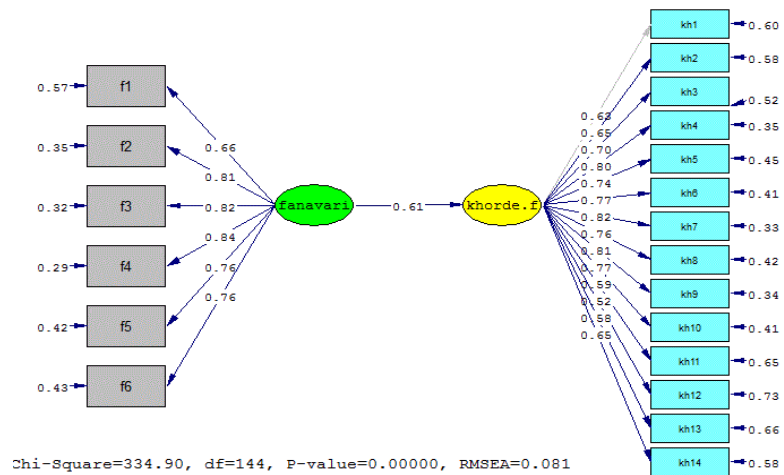 kh1
0.60
kh2
0.58
f1
0.57
kh3
0.52
0.63
kh4
0.35
f2
0.35
0.66
0.65
0.70
kh5
0.45
0.81
0.80
0.74
kh6
0.41
f3
0.32
0.82
fanavari
0.61
khorde.f
0.77
0.82
kh7
0.33
0.84
0.76
kh8
0.42
f4
0.29
0.76
0.81
0.77
kh9
0.34
0.76
0.59
0.52
kh10
0.41
f5
0.42
0.58
0.65
kh11
0.65
f6
0.43
kh12
0.73
kh13
0.66
kh14
0.58
Chi-Square=334.90, df=144, P-value=0.00000, RMSEA=0.081